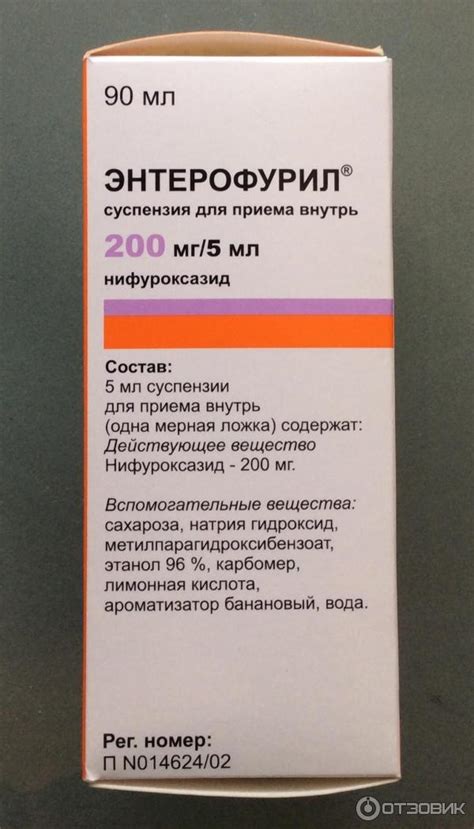 90 мл
ЭНТЕРОФУРИЛ®
суспензия для приема внутрь
200 мг/5 мл
нифуроксазид
Состав:
5 мл суспензии
для приема внутрь
(одна мерная ложка) содержат:
Действующее вещество
Нифуроксазид - 200 мг.
Вспомогательные вещества:
сахароза, натрия гидроксид,
метилпарагидроксибензоат,
этанол 96 %, карбомер,
лимонная кислота,
ароматизатор банановый, вода.
Рег. номер:
П N014624/02
ОТЗОВИК